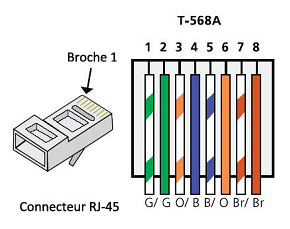 T-568A
Broche 1
1 2 3 4 5 6 7 8
G/ G O/ B B/ O Br/ Br
Connecteur RJ-45